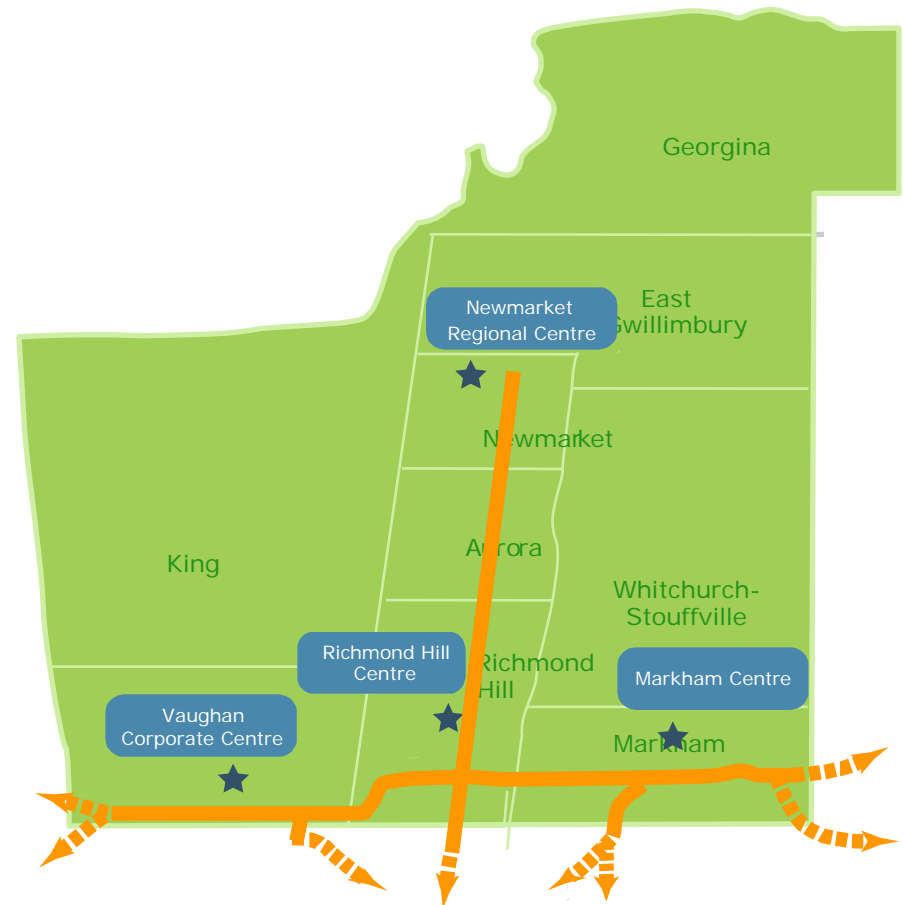 Georgina
East
Gwillimbury
Newmarket
Regional Centre
Newmarket
Aurora
King
Whitchurch-
Stouffville
Richmond Hill
Centre
Richmond
Hill
Markham Centre
Vaughan
Corporate Centre
Markham